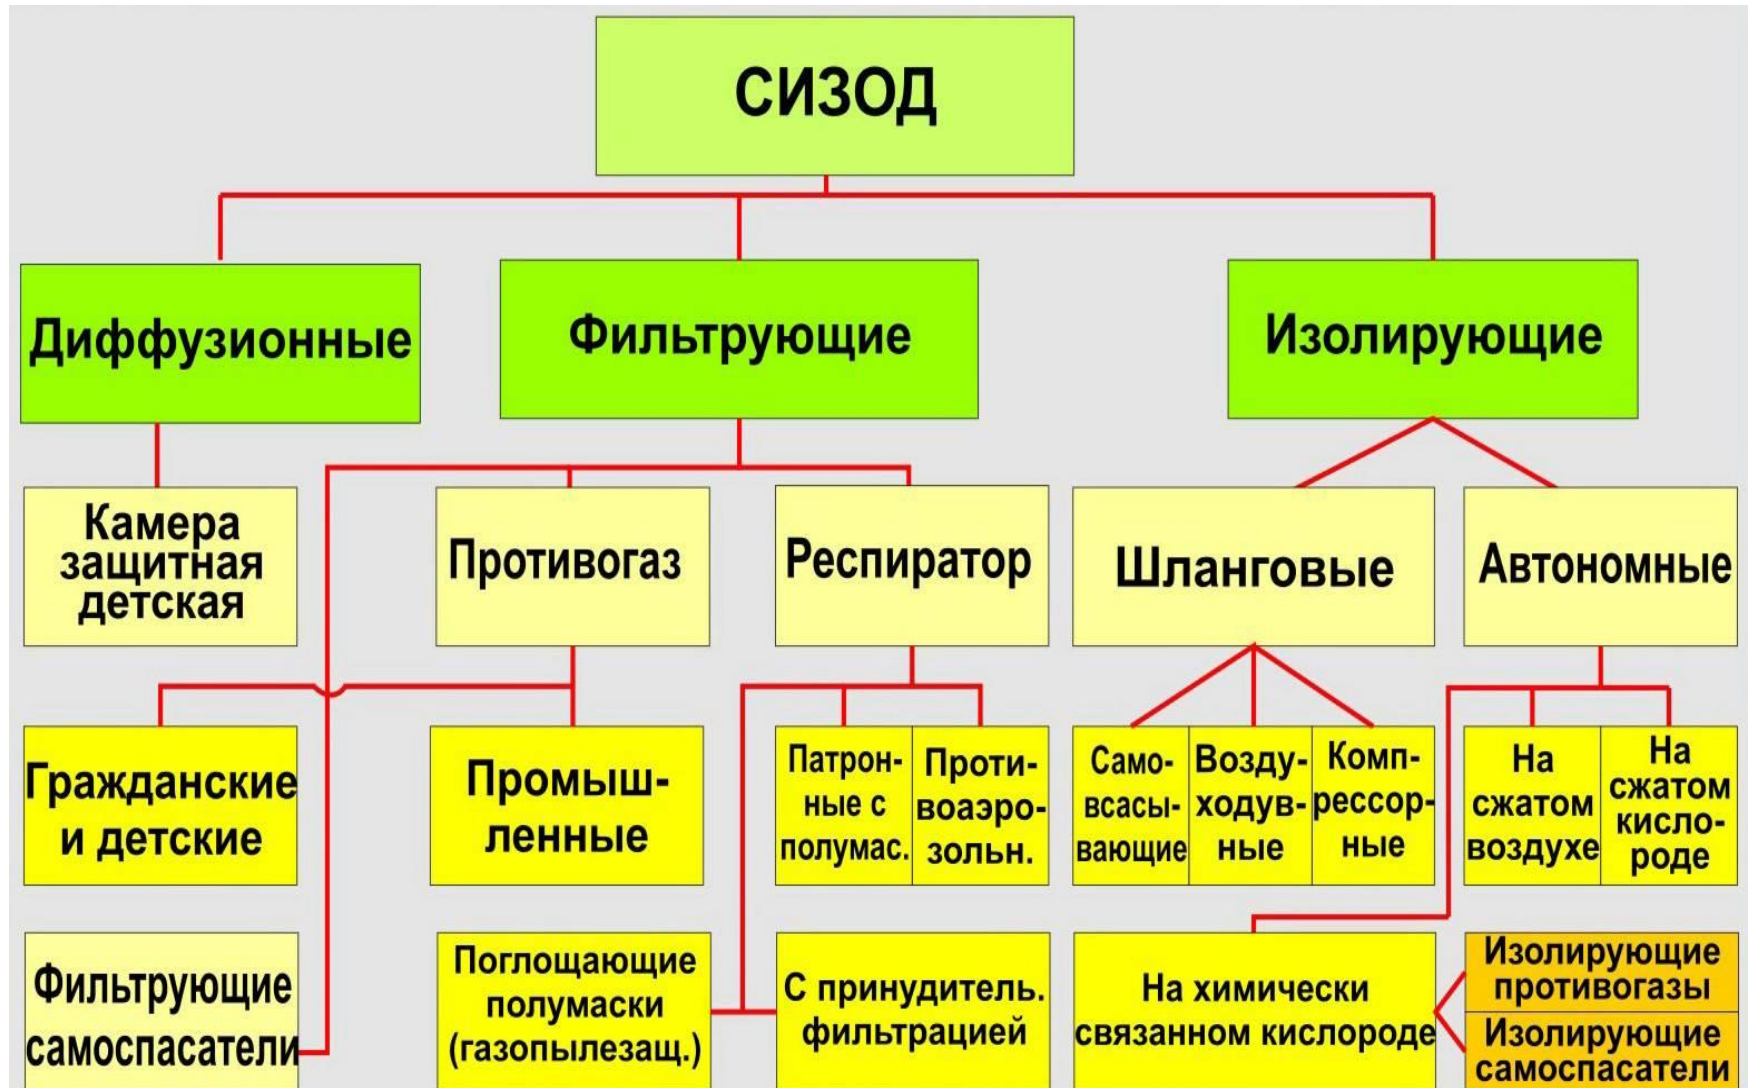 СИЗОД
Диффузионные
Фильтрующие
Изолирующие
Камера
защитная
детская
Противогаз
Респиратор
Шланговые
Автономные
Гражданские
и детские
Промыш-
ленные
Патрон-
ные с
полумас.
Проти-
воаэро-
зольн.
Само-
всасы-
вающие
Возду-
ходув-
ные
Комп-
рессор-
ные
На
сжатом
воздухе
На
сжатом
кисло-
роде
Фильтрующие
самоспасатели
Поглощающие
полумаски
(газопылезащ.)
С принудитель.
фильтрацией
На химически
связанном кислороде
Изолирующие
противогазы
Изолирующие
самоспасатели